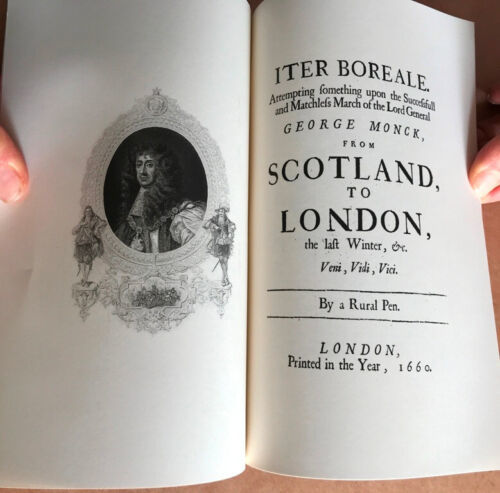 ITER BOREALE.
Attempting ſomething upon the Succeſsfull
and Matchleſs March of the Lord General
GEORGE MONCK,
FROM
SCOTLAND,
TO
LONDON,
the laſt Winter, &c.
Veni, Vidi, Vici.
By a Rural Pen.
LONDON,
Printed in the Year, 1660.